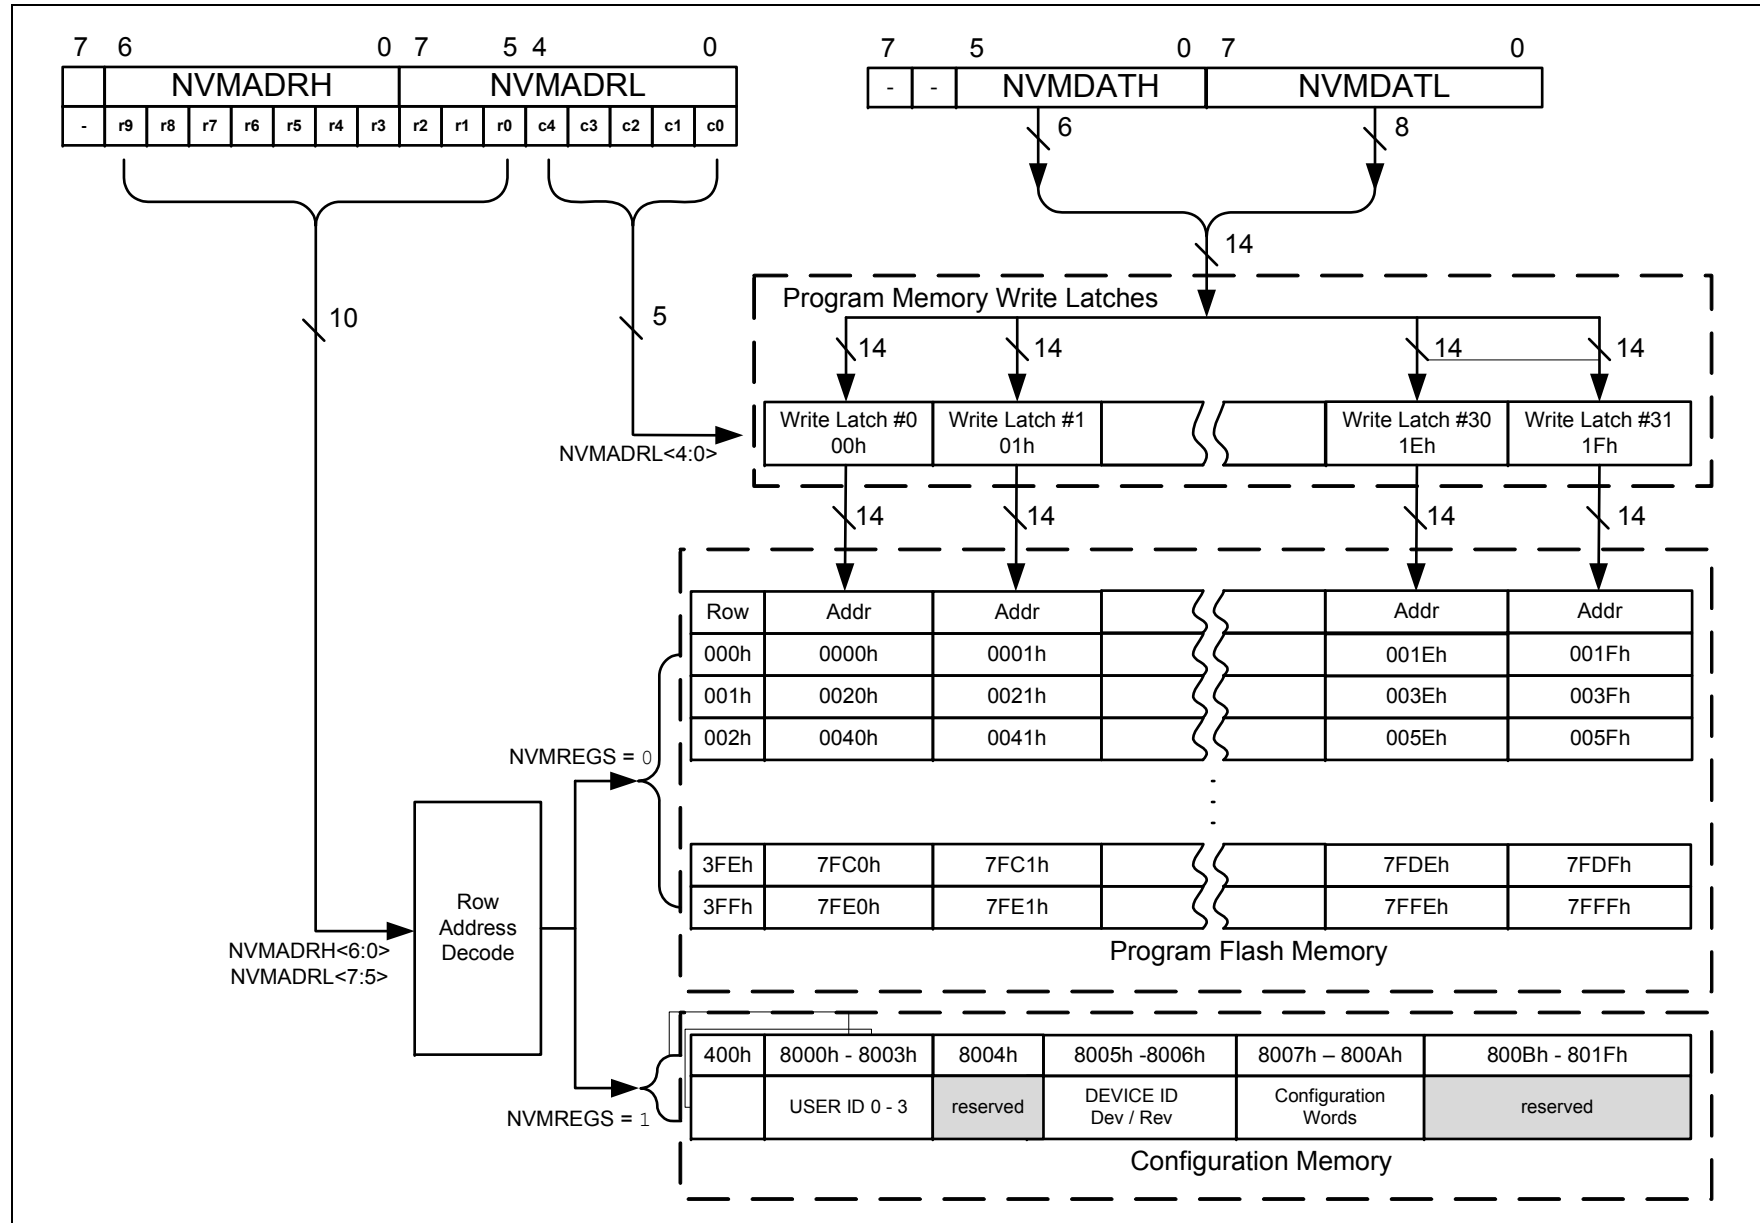 7 6 0 7 5 4 0
NVMADRH NVMADRL
- r9 r8 r7 r6 r5 r4 r3 r2 r1 r0 c4 c3 c2 c1 c0
7 5 0 7 0
- - NVMDATH NVMDATL
6 8
14
10
5
Program Memory Write Latches
14 14 14 14
Write Latch #0 Write Latch #1 Write Latch #30 Write Latch #31
00h 01h 1Eh 1Fh
NVMADRL<4:0>
14 14 14 14
Row Addr Addr Addr Addr
000h 0000h 0001h 001Eh 001Fh
001h 0020h 0021h 003Eh 003Fh
002h 0040h 0041h 005Eh 005Fh
NVMREGS = 0
3FEh 7FC0h 7FC1h 7FDEh 7FDFh
3FFh 7FE0h 7FE1h 7FFEh 7FFFh
Program Flash Memory
Row
Address
Decode
NVMADRH<6:0>
NVMADRL<7:5>
400h 8000h - 8003h 8004h 8005h -8006h 8007h – 800Ah 800Bh - 801Fh
USER ID 0 - 3 reserved DEVICE ID Configuration reserved
Dev / Rev Words
NVMREGS = 1
Configuration Memory